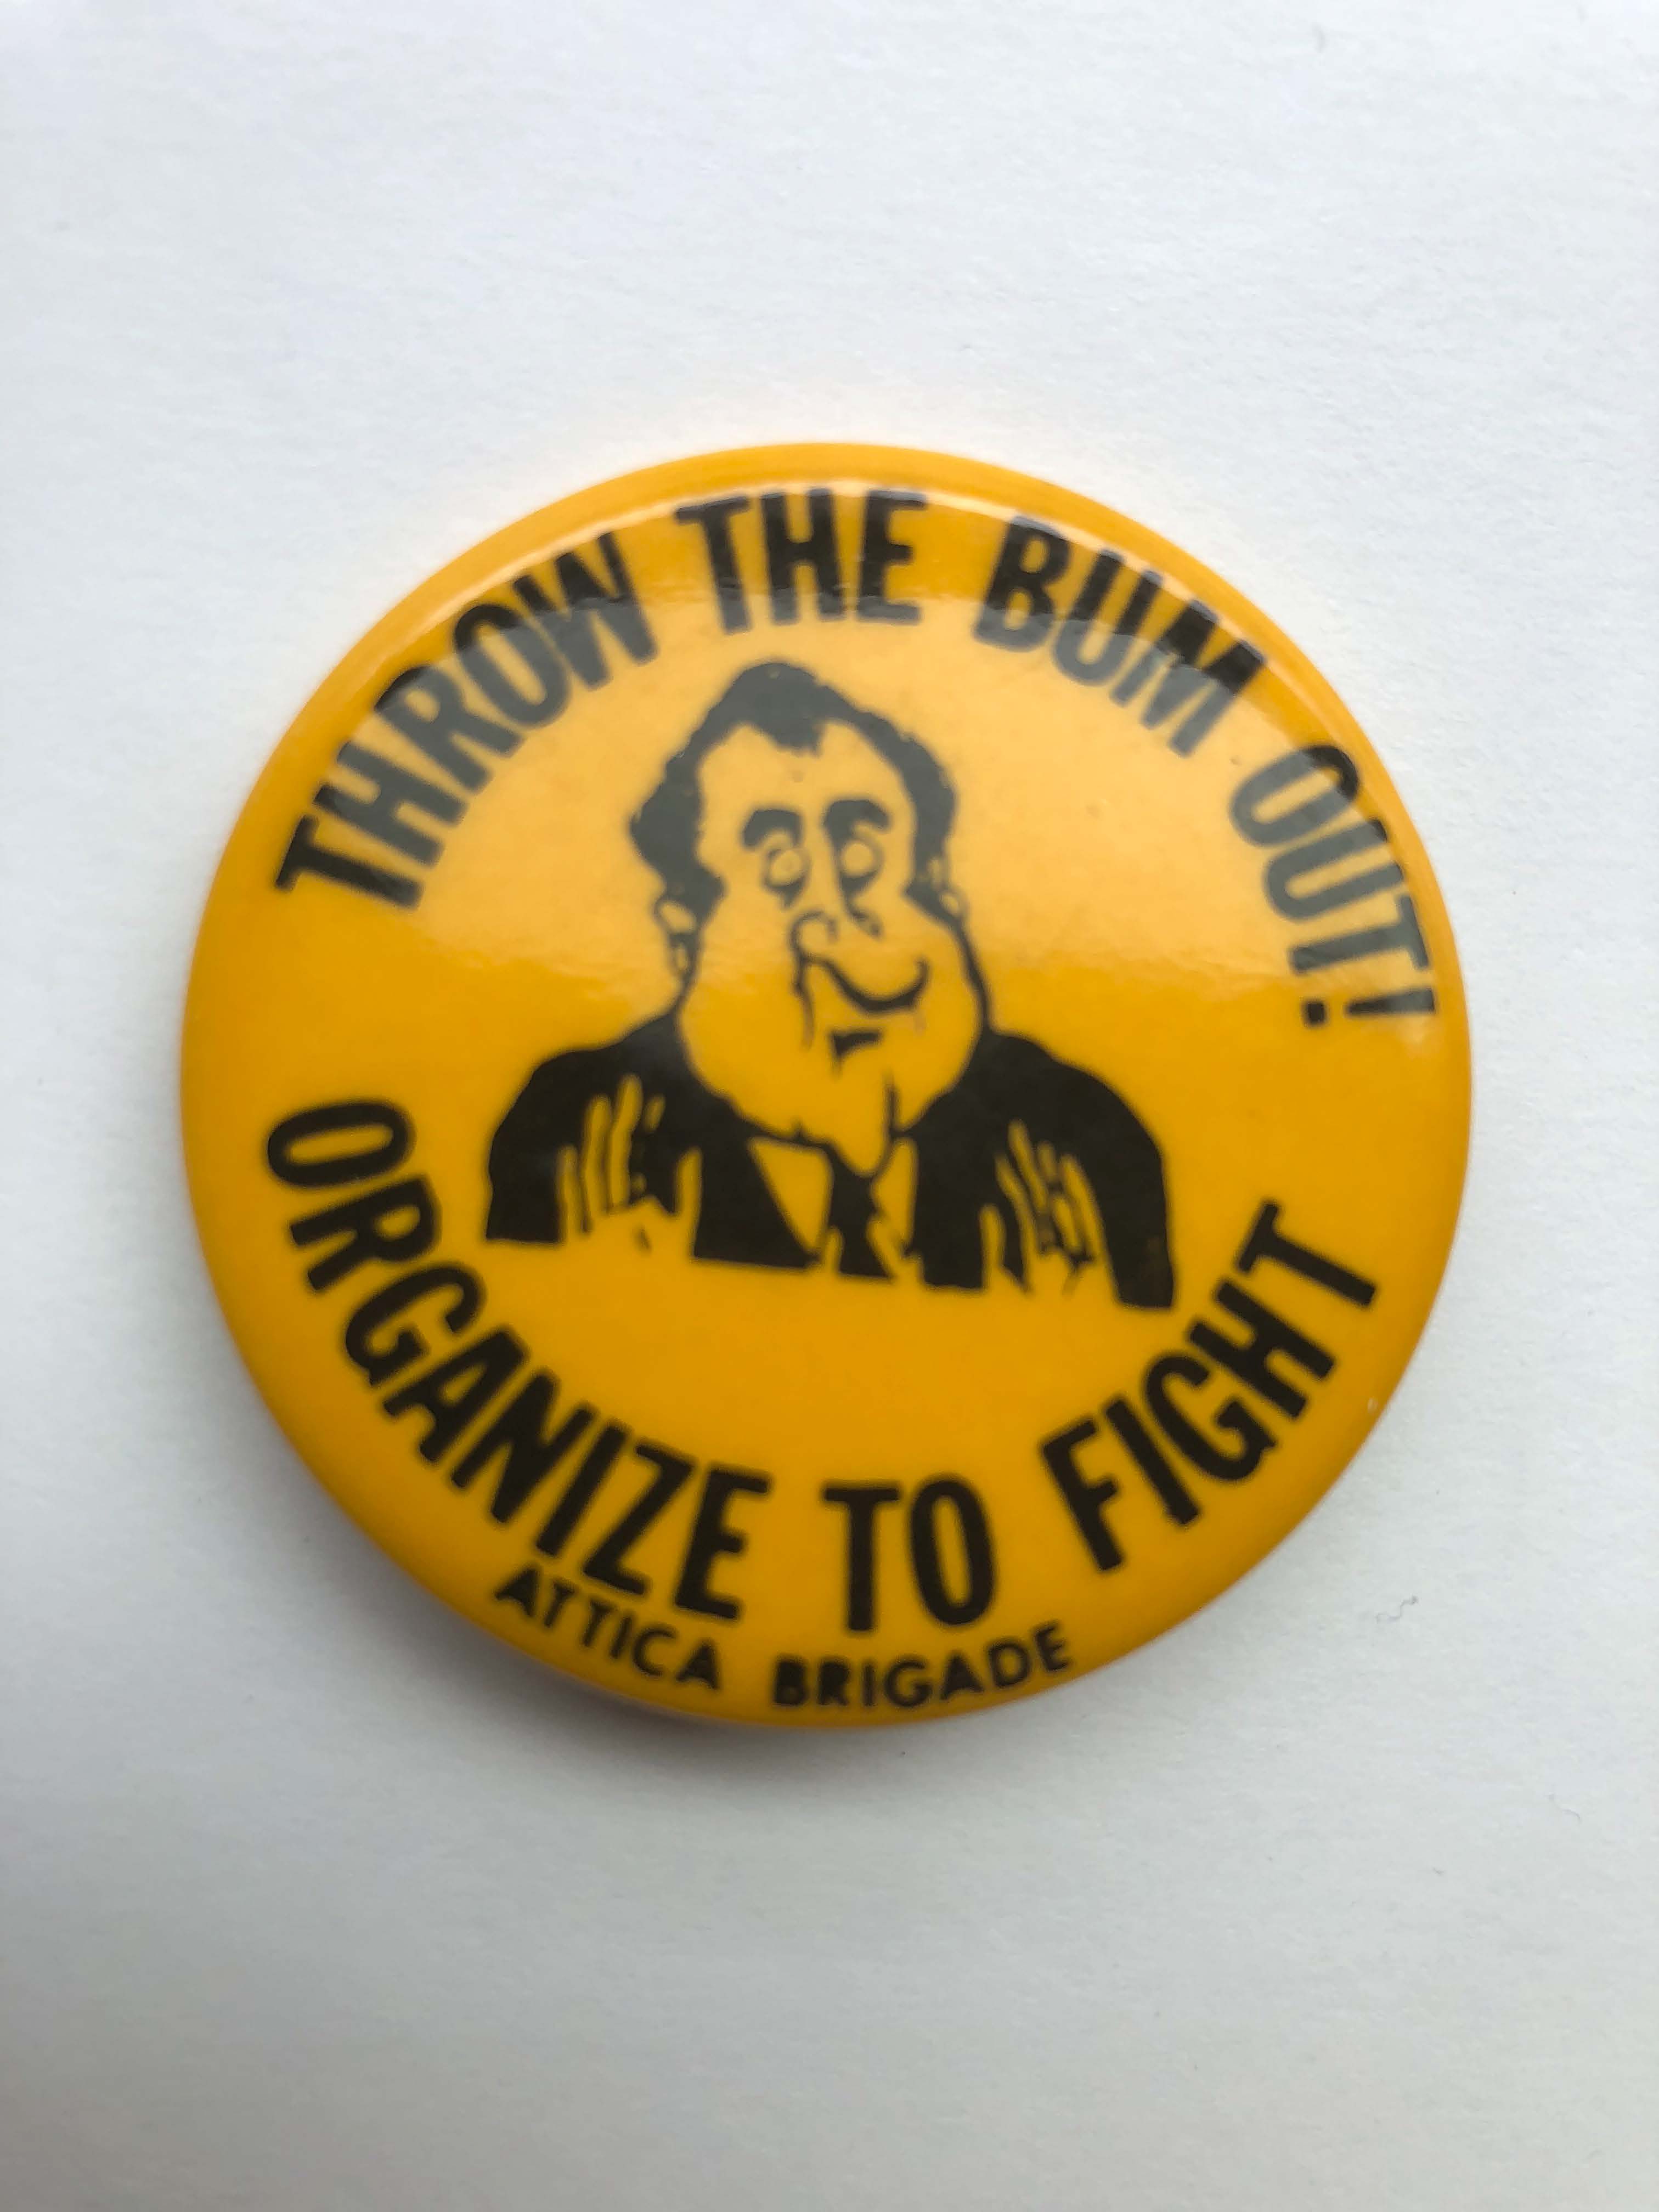 THROW THE BUM OUT!
ORGANIZE TO FIGHT
ATTICA BRIGADE